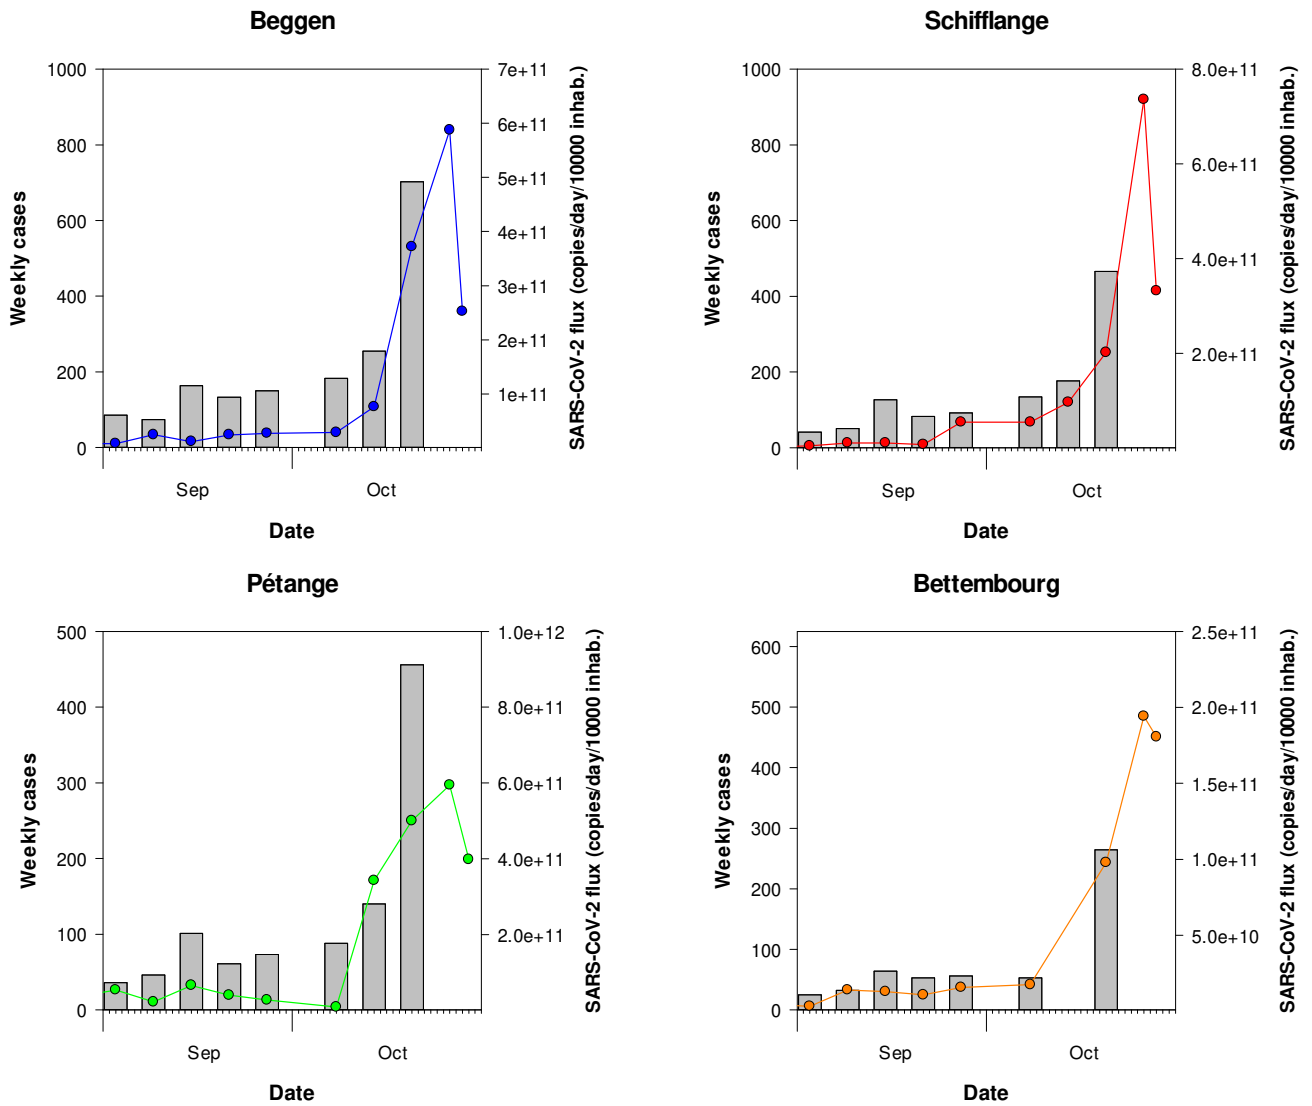 Beggen
1000
800
600
400
200
0
Weekly cases
7e+11
6e+11
5e+11
4e+11
3e+11
2e+11
1e+11
SARS-CoV-2 flux (copies/day/10000 inhab.)
Sep
Oct
Date
Schifflange
1000
800
600
400
200
0
Weekly cases
8.0e+11
6.0e+11
4.0e+11
2.0e+11
SARS-CoV-2 flux (copies/day/10000 inhab.)
Sep
Oct
Date
Pétange
500
400
300
200
100
0
Weekly cases
1.0e+12
8.0e+11
6.0e+11
4.0e+11
2.0e+11
SARS-CoV-2 flux (copies/day/10000 inhab.)
Sep
Oct
Date
Bettembourg
600
500
400
300
200
100
0
Weekly cases
2.5e+11
2.0e+11
1.5e+11
1.0e+11
5.0e+10
SARS-CoV-2 flux (copies/day/10000 inhab.)
Sep
Oct
Date